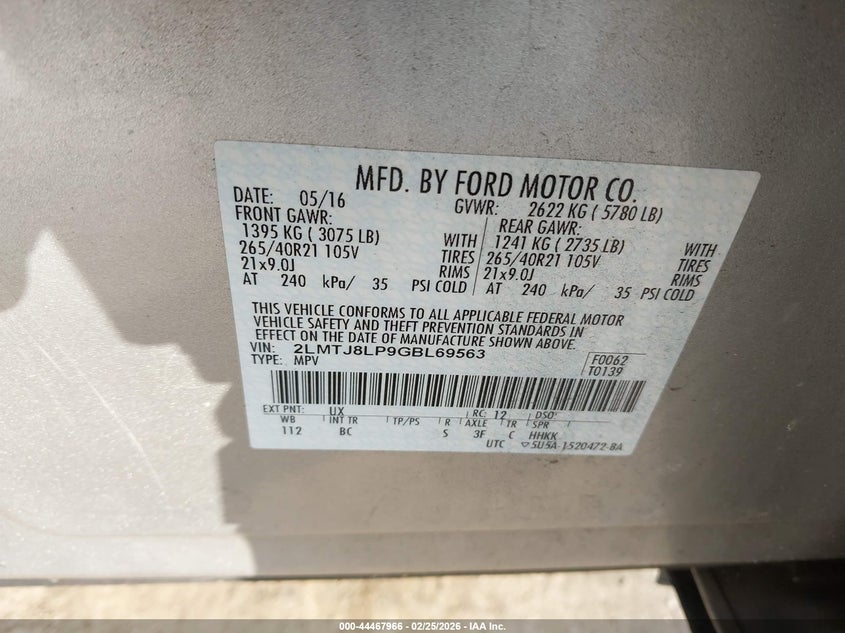 MFD. BY FORD MOTOR CO.
DATE: 05/16 GVWR: 2622 KG ( 5780 LB)
FRONT GAWR: REAR GAWR:
1395 KG ( 3075 LB) WITH 1241 KG ( 2735 LB) WITH
265/40R21 105V TIRES 265/40R21 105V TIRES
21x9.0J RIMS 21x9.0J RIMS
AT 240 kPa/ 35 PSI COLD AT 240 kPa/ 35 PSI COLD
THIS VEHICLE CONFORMS TO ALL APPLICABLE FEDERAL MOTOR
VEHICLE SAFETY AND THEFT PREVENTION STANDARDS IN
EFFECT ON THE DATE OF MANUFACTURE SHOWN ABOVE.
VIN: 2LMTJ8LP9GBL69563 F0062
TYPE: MPV T0139
EXT PNT: UX RC: 12 DSO:
WB INT TR TP/PS R AXLE TR SPR
112 BC S 3F C HHKK
UTC 5U5A-1520472-BA
000-44467966 - 02/25/2026 - IAA Inc.